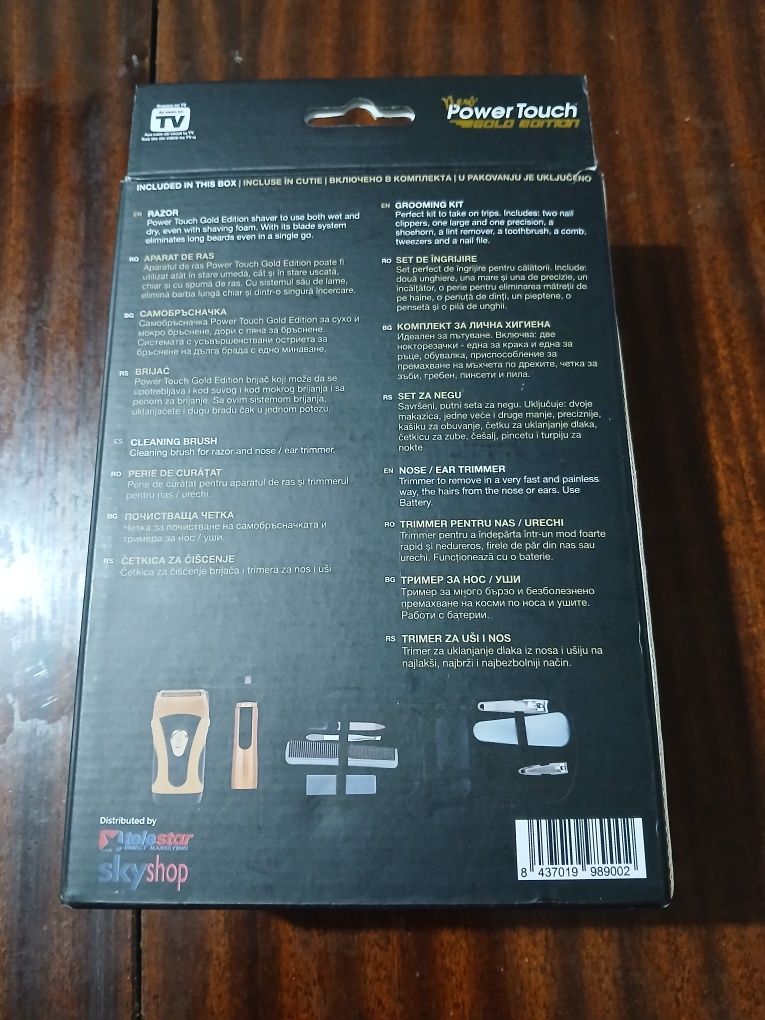 As seen on TV
TV
New
PowerTouch
GOLD EDITION
INCLUDED IN THIS BOX | INCLUSE ÎN CUTIE | ВКЛЮЧЕНО В КОМПЛЕКТА | U PAKOVANJU JE UKLJUČENO
EN RAZOR
Power Touch Gold Edition shaver to use both wet and
dry, even with shaving foam. With its blade system
eliminates long beards even in a single go.
RO APARAT DE RAS
Aparatul de ras Power Touch Gold Edition poate fi
utilizat atât în stare umedă, cât și în stare uscată,
chiar și cu spumă de ras. Cu sistemul său de lame,
elimină barba lungă chiar și dintr-o singură încercare.
BG САМОБРЪСНАЧКА
Самобръсначка Power Touch Gold Edition за сухо и
мокро бръснене, дори с пяна за бръснене.
Системата с усъвършенствани остриета за
бръснене на дълга брада с едно минаване.
RS BRIJAČ
Power Touch Gold Edition brijač koji može da se
upotrebljava i kod suvog i kod mokrog brijanja i sa
penom za brijanje. Sa ovim sistemom brijanja,
uklanjaćete i dugu bradu čak u jednom potezu.
ES CLEANING BRUSH
Cleaning brush for razor and nose / ear trimmer.
RO PERIE DE CURĂȚAT
Perie de curățat pentru aparatul de ras și trimmerul
pentru nas / urechi.
BG ПОЧИСТВАЩА ЧЕТКА
Четка за почистване на самобръсначката и
тримера за нос / уши.
RS ČETKICA ZA ČIŠĆENJE
Četkica za čišćenje brijača i trimera za nos i uši
EN GROOMING KIT
Perfect kit to take on trips. Includes: two nail
clippers, one large and one precision, a
shoehorn, a lint remover, a toothbrush, a comb,
tweezers and a nail file.
RO SET DE ÎNGRIJIRE
Set perfect de îngrijire pentru călătorii. Include:
două unghiere, una mare și una de precizie, un
încălțător, o perie pentru eliminarea mătreții de
pe haine, o periuță de dinți, un pieptene, o
pensetă și o pilă de unghii.
BG КОМПЛЕКТ ЗА ЛИЧНА ХИГИЕНА
Идеален за пътуване. Включва: две
нокторезачки - една за крака и една за
ръце, обувалка, приспособление за
премахване на мъхчета по дрехите, четка за
зъби, гребен, пинсети и пила.
RS SET ZA NEGU
Savršeni, putni seta za negu. Uključuje: dvoje
makazica, jedne veće i druge manje, preciznije,
kašiku za obuvanje, četku za uklanjanje dlaka,
četkicu za zube, češalj, pincetu i turpiju za
nokte
EN NOSE / EAR TRIMMER
Trimmer to remove in a very fast and painless
way, the hairs from the nose or ears. Use
Battery.
RO TRIMMER PENTRU NAS / URECHI
Trimmer pentru a îndepărta într-un mod foarte
rapid și nedureros, firele de păr din nas sau
urechi. Funcționează cu o baterie.
BG ТРИМЕР ЗА НОС / УШИ
Тример за много бързо и безболезнено
премахване на косми по носа и ушите.
Работи с батерии.
RS TRIMER ZA UŠI I NOS
Trimer za uklanjanje dlaka iz nosa i ušiju na
najlakši, najbrži i najbezbolniji način.
Distributed by
telestar
DIRECT MARKETING
skyshop
8 437019 989002